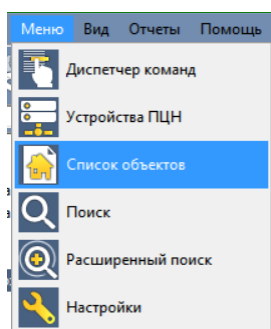 Меню Вид Отчеты Помощь
Диспетчер команд
Устройства ПЦН
Список объектов
Поиск
Расширенный поиск
Настройки